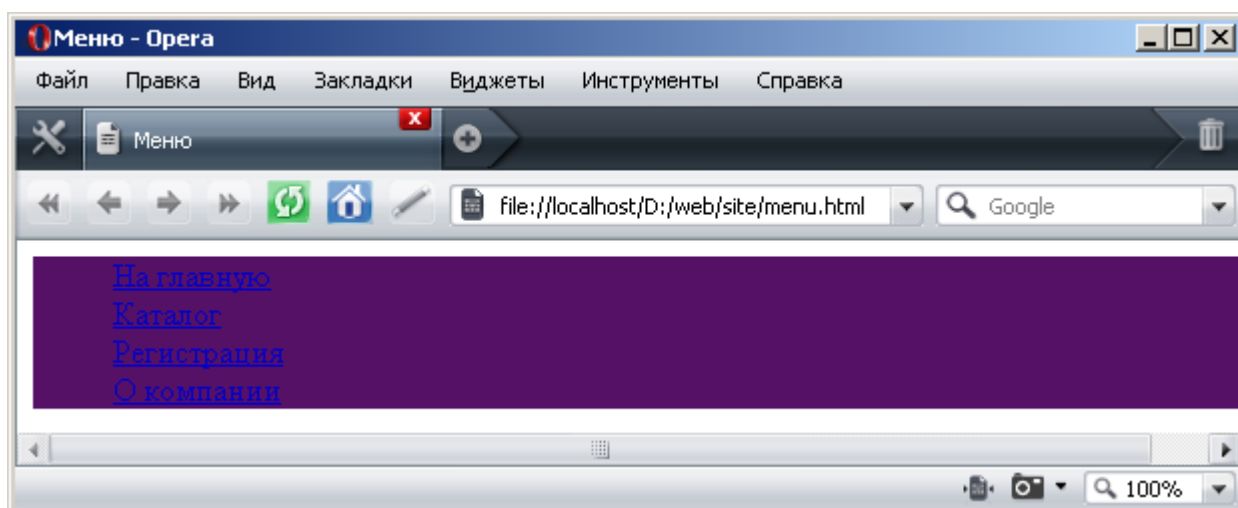 Меню - Opera
Файл Правка Вид Закладки Виджеты Инструменты Справка
Меню
file://localhost/D:/web/site/menu.html Google
На главную
Каталог
Регистрация
О компании
100%